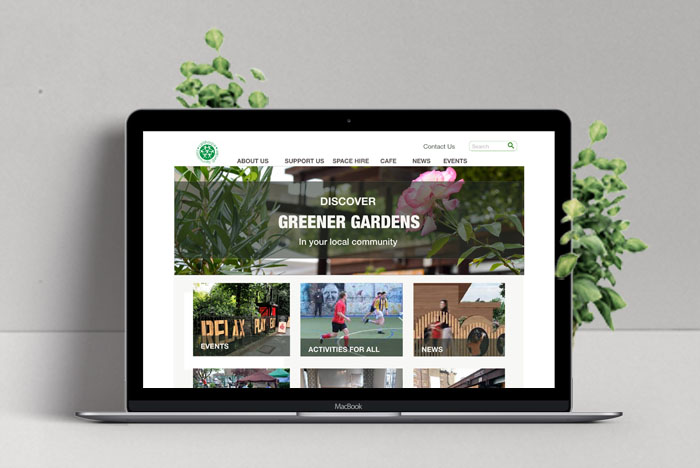 Contact Us
Search
ABOUT US SUPPORT US SPACE HIRE CAFE NEWS EVENTS
DISCOVER
GREENER GARDENS
In your local community
RELAX PLAY
EVENTS
ACTIVITIES FOR ALL
NEWS
MacBook